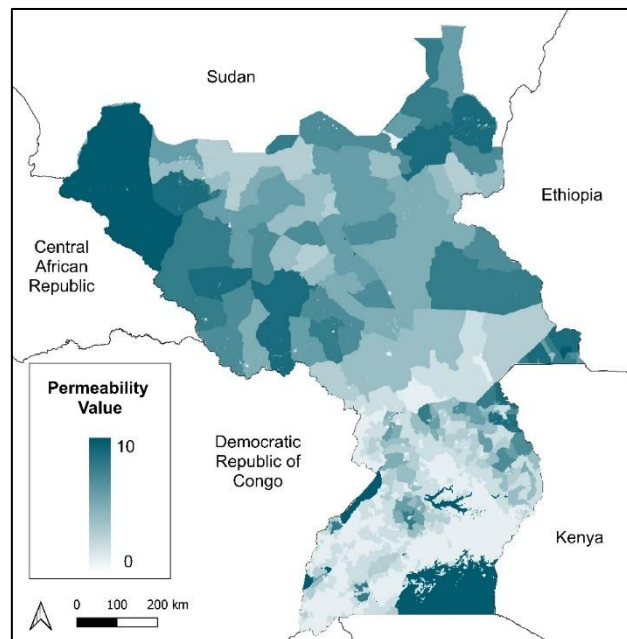 Sudan
Ethiopia
Central
African
Republic
Permeability
Value
10
0
Democratic
Republic of
Congo
Kenya
0 100 200 km